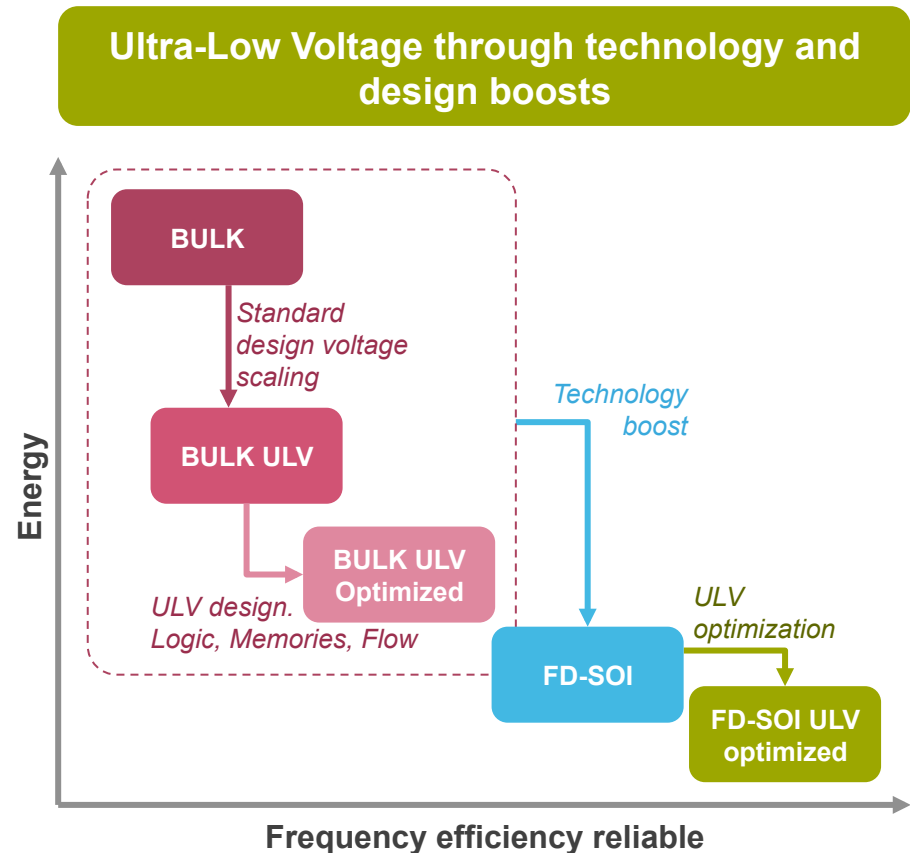 Ultra-Low Voltage through technology and
design boosts
BULK
Standard
design voltage
scaling
Technology
boost
BULK ULV
BULK ULV
Optimized
ULV design.
Logic, Memories, Flow
ULV
optimization
FD-SOI
FD-SOI ULV
optimized
Energy
Frequency efficiency reliable